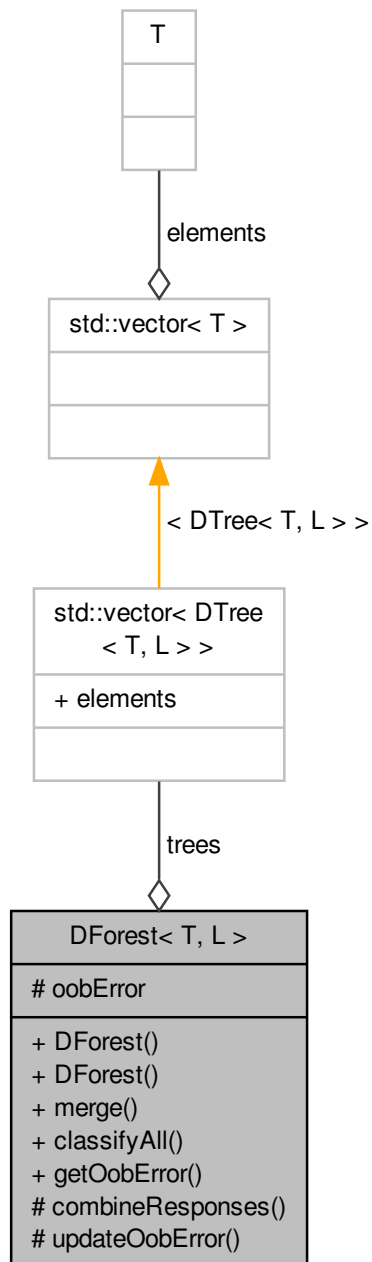 T
elements
std::vector< T >
< DTree< T, L > >
std::vector< DTree
< T, L > >
+ elements
trees
DForest< T, L >
# oobError
+ DForest()
+ DForest()
+ merge()
+ classifyAll()
+ getOobError()
# combineResponses()
# updateOobError()